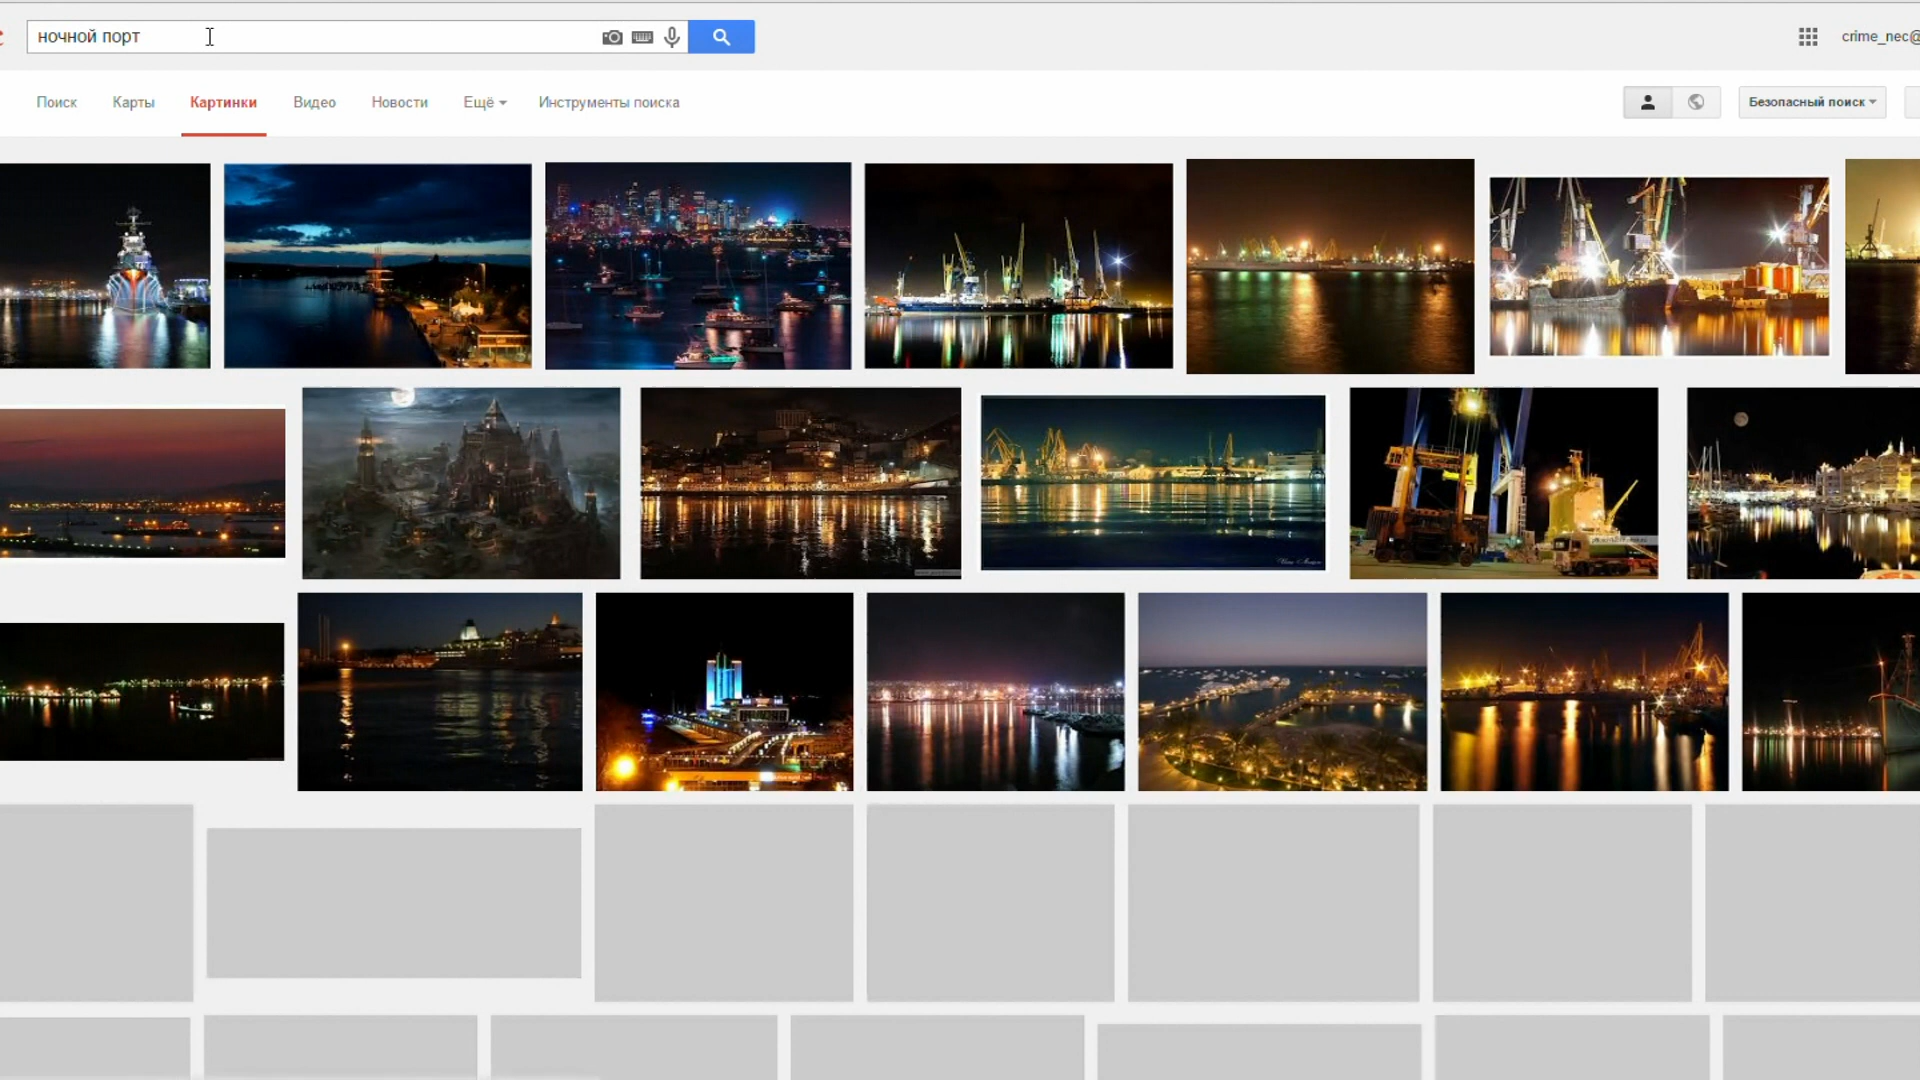 ночной порт
crime_nec@
Поиск Карты Картинки Видео Новости Ещё Инструменты поиска
Безопасный поиск